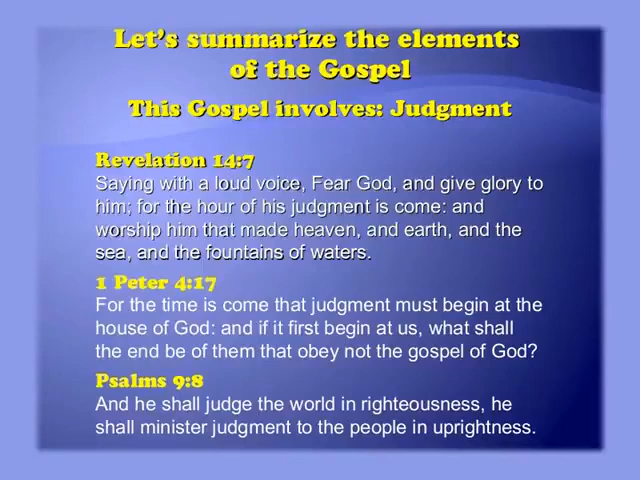 Let's summarize the elements
of the Gospel
This Gospel involves: Judgment
Revelation 14:7
Saying with a loud voice, Fear God, and give glory to
him; for the hour of his judgment is come: and
worship him that made heaven, and earth, and the
sea, and the fountains of waters.
1 Peter 4:17
For the time is come that judgment must begin at the
house of God: and if it first begin at us, what shall
the end be of them that obey not the gospel of God?
Psalms 9:8
And he shall judge the world in righteousness, he
shall minister judgment to the people in uprightness.